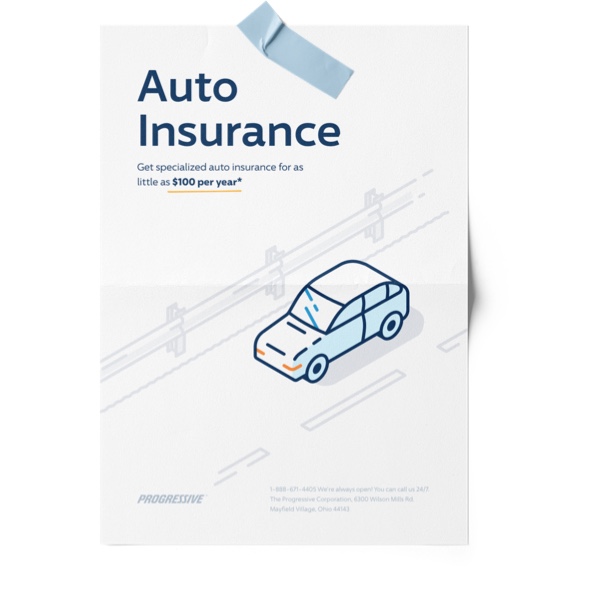 Auto
Insurance
Get specialized auto insurance for as
little as $100 per year*
PROGRESSIVE
1-888-671-4405 We're always open! You can call us 24/7.
The Progressive Corporation, 6300 Wilson Mills Rd.
Mayfield Village, Ohio 44143.